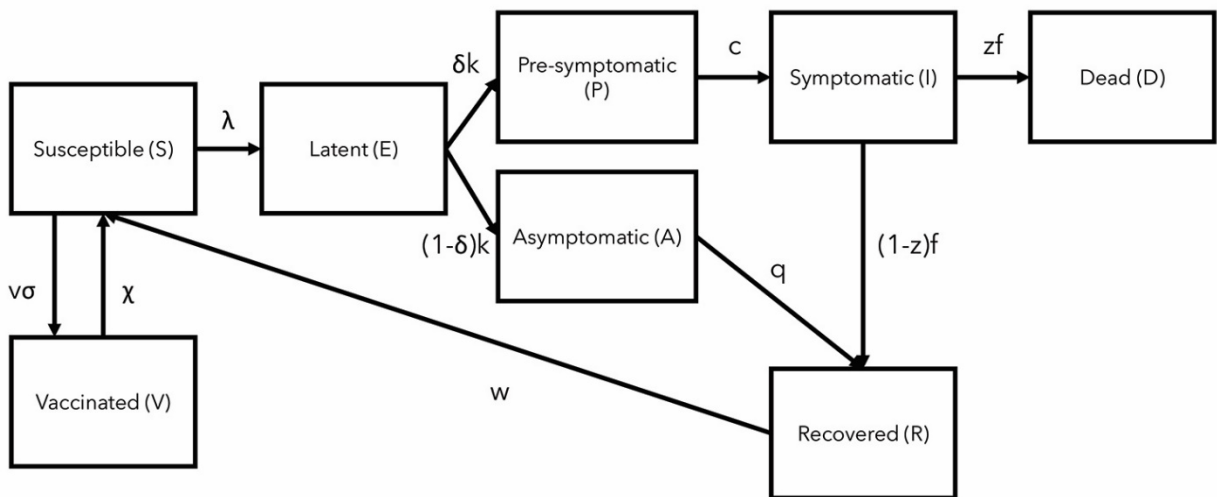 zf
δk
c
Pre-symptomatic
(P)
Symptomatic (I)
Dead (D)
λ
Susceptible (S)
Latent (E)
(1-δ)k
Asymptomatic (A)
(1-z)f
q
vσ
χ
w
Vaccinated (V)
Recovered (R)